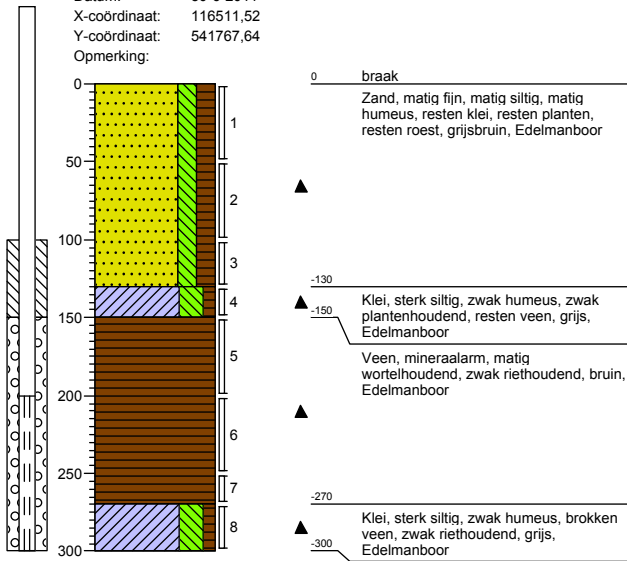 X-coördinaat: 116511,52
Y-coördinaat: 541767,64
Opmerking:
0
50
100
150
200
250
300
1
2
3
4
5
6
7
8
0 braak
Zand, matig fijn, matig siltig, matig
humeus, resten klei, resten planten,
resten roest, grijsbruin, Edelmanboor
-130
Klei, sterk siltig, zwak humeus, zwak
-150
plantenhoudend, resten veen, grijs,
Edelmanboor
Veen, mineraalarm, matig
wortelhoudend, zwak riethoudend, bruin,
Edelmanboor
-270
Klei, sterk siltig, zwak humeus, brokken
veen, zwak riethoudend, grijs,
-300
Edelmanboor